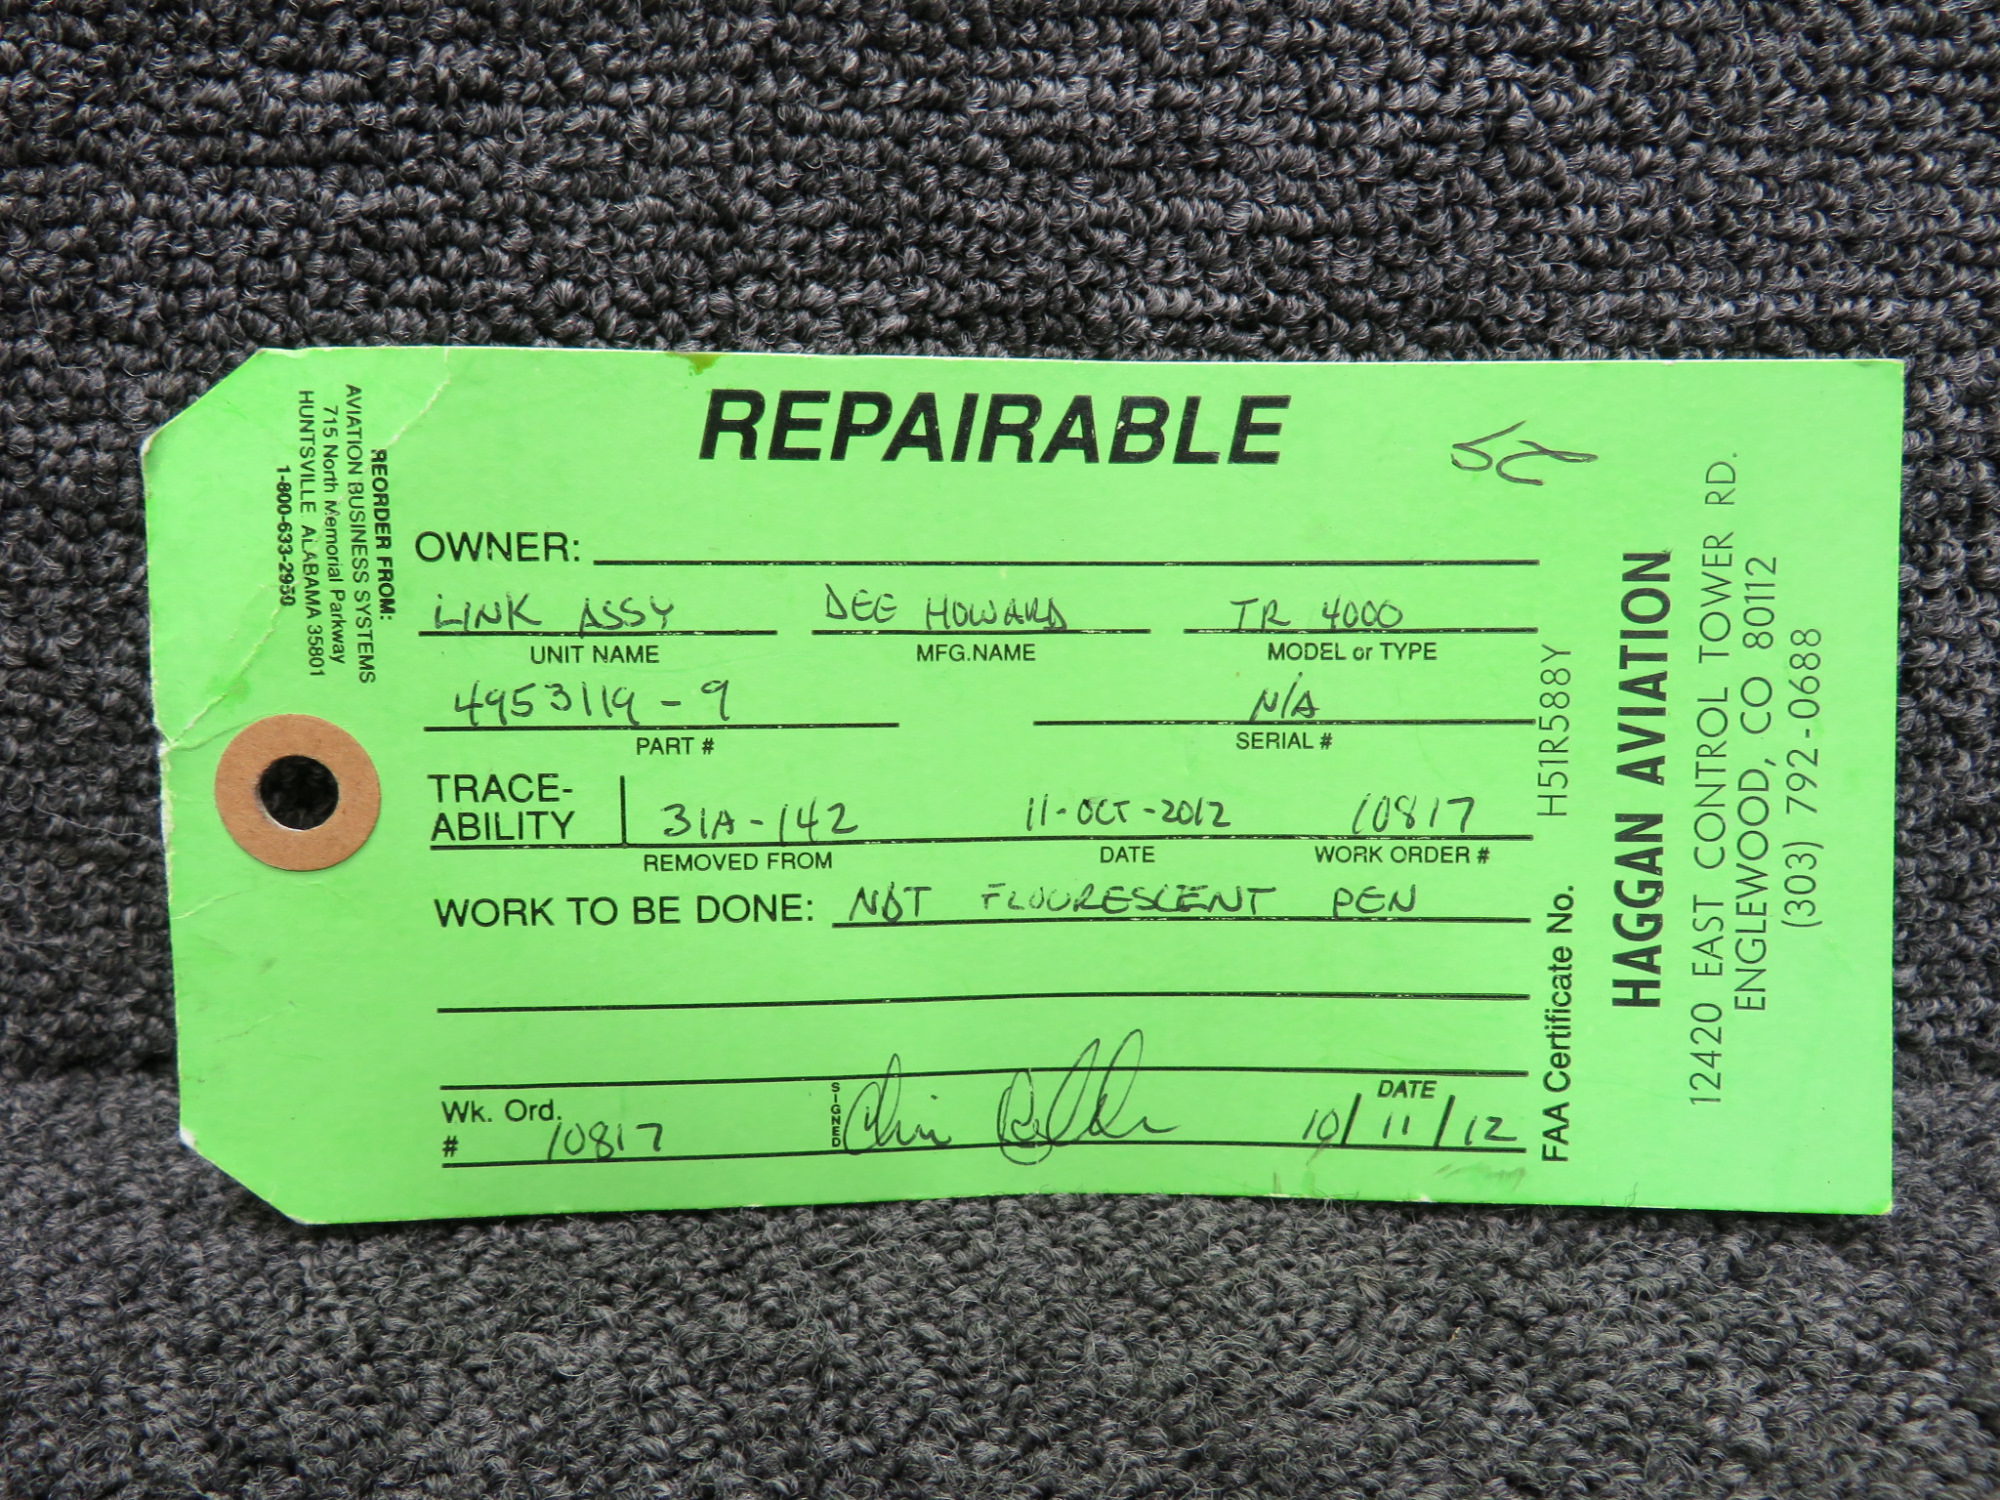 REPAIRABLE
OWNER:
LINK ASSY DEE HOWARD TR 4000
UNIT NAME MFG.NAME MODEL or TYPE
4953119-9 N/A
PART # SERIAL #
TRACE-
ABILITY 31A-142 11-OCT-2012 10817
REMOVED FROM DATE WORK ORDER #
WORK TO BE DONE: NDT FLOURESCENT PEN
Wk. Ord.
# 10817 SIGNED Chris DATE 10/11/12
REORDER FROM:
AVIATION BUSINESS SYSTEMS
715 North Memorial Parkway
HUNTSVILLE ALABAMA 35801
1-800-633-2950
FAA Certificate No. H51R588Y
HAGGAN AVIATION
12420 EAST CONTROL TOWER RD.
ENGLEWOOD, CO 80112
(303) 792-0688